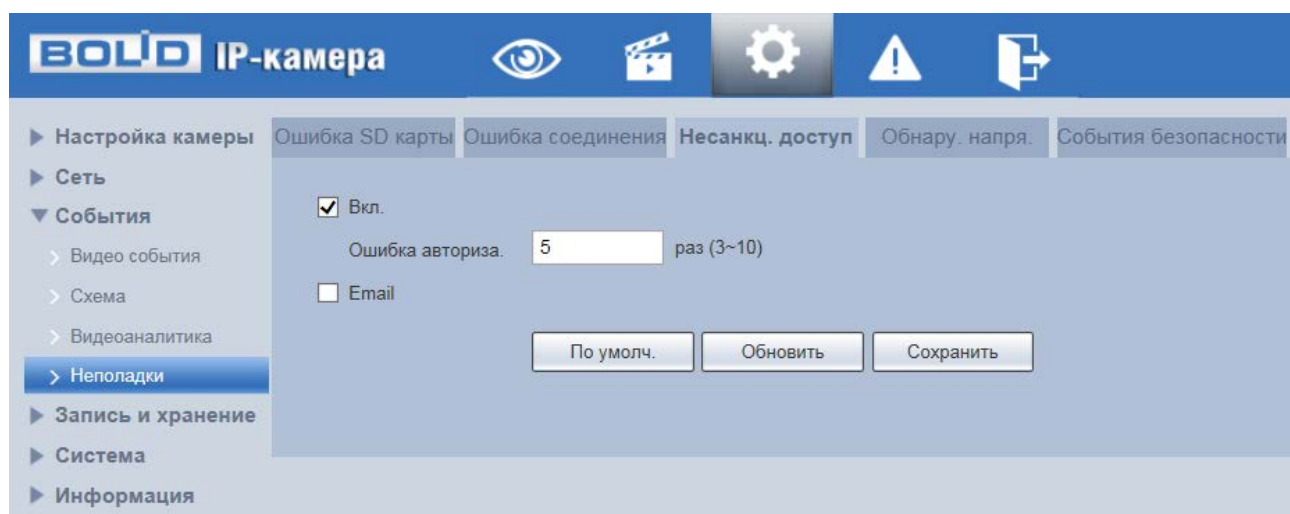 BOLID IP-камера
Настройка камеры
Сеть
События
Видео события
Схема
Видеоаналитика
Неполадки
Запись и хранение
Система
Информация
Ошибка SD карты Ошибка соединения Несанкц. доступ Обнару. напря. События безопасности
Вкл.
Ошибка авториза. 5 раз (3~10)
Email
По умолч. Обновить Сохранить